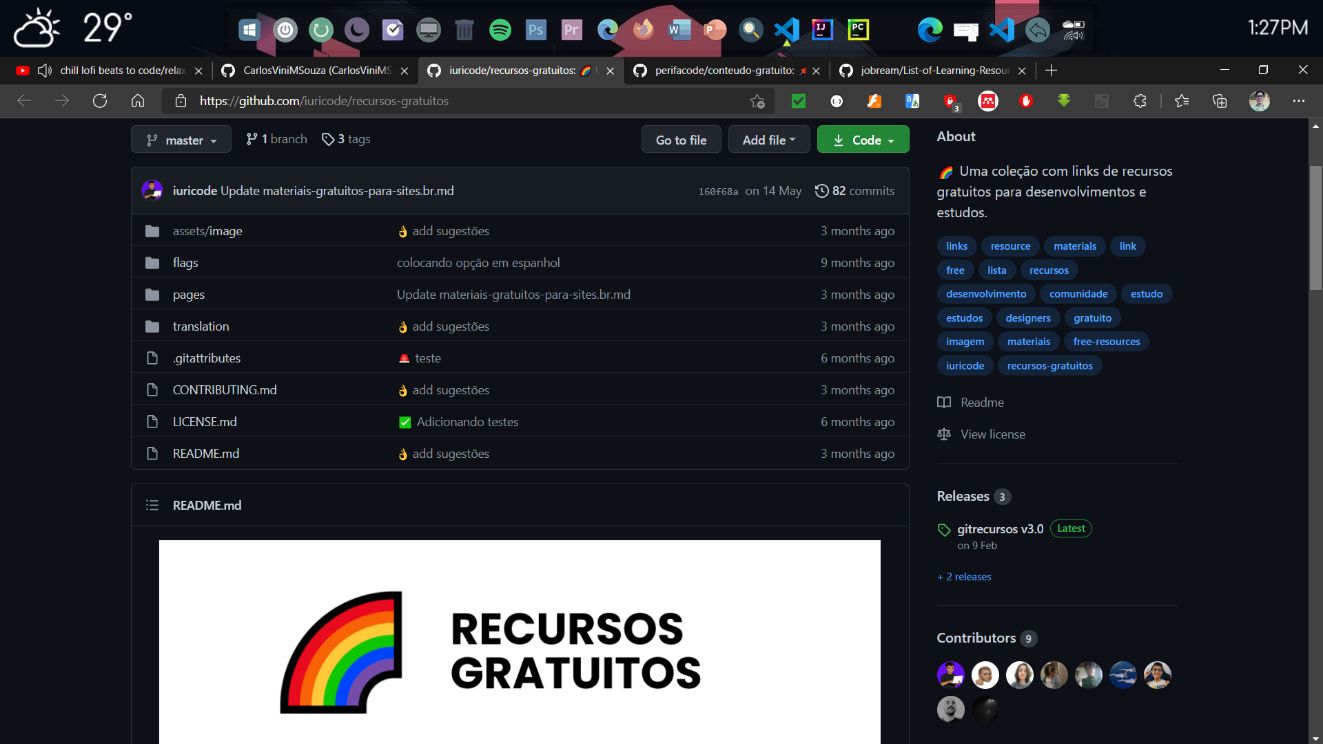 29°
Ps
Pr
IJ
PC
1:27PM
chill lofi beats to code/relax
CarlosViniMSouza (CarlosViniMS
iuricode/recursos-gratuitos:
perifacode/conteudo-gratuito:
jobream/List-of-Learning-Resour
https://github.com/iuricode/recursos-gratuitos
3
master
1 branch
3 tags
Go to file
Add file
Code
iuricode Update materiais-gratuitos-para-sites.br.md
160f68a on 14 May
82 commits
assets/image
👌 add sugestões
3 months ago
flags
colocando opção em espanhol
9 months ago
pages
Update materiais-gratuitos-para-sites.br.md
3 months ago
translation
👌 add sugestões
3 months ago
.gitattributes
🚨 teste
6 months ago
CONTRIBUTING.md
👌 add sugestões
3 months ago
LICENSE.md
✅ Adicionando testes
6 months ago
README.md
👌 add sugestões
3 months ago
README.md
RECURSOS
GRATUITOS
About
🌈 Uma coleção com links de recursos
gratuitos para desenvolvimentos e
estudos.
links resource materials link
free lista recursos
desenvolvimento comunidade estudo
estudos designers gratuito
imagem materiais free-resources
iuricode recursos-gratuitos
Readme
View license
Releases 3
gitrecursos v3.0 Latest
on 9 Feb
+ 2 releases
Contributors 9